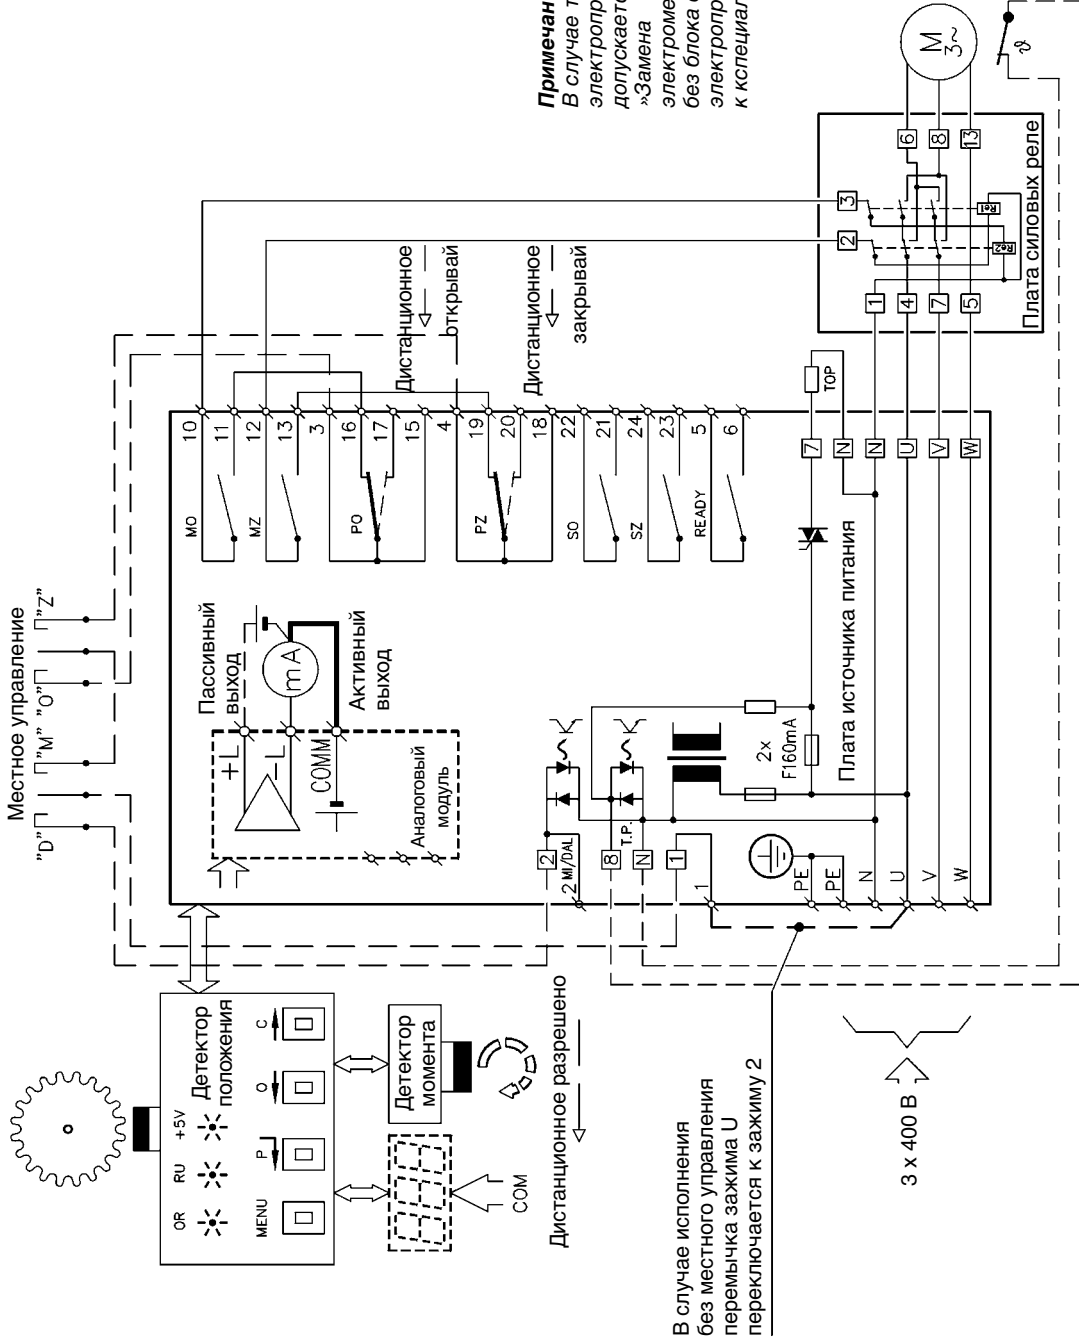 Местное управление
"D"
"M"
"O"
"Z"
Примечан
В случае т
электропр
допускаетс
»Замена
электроме
без блока
электропр
к кспециал
M
3~
ϑ
Пассивный
выход
mA
Активный
выход
+L
-L
COMM
Аналоговый
модуль
MO
MZ
PO
PZ
SO
SZ
READY
10
11
12
13
3
16
17
15
4
19
20
18
22
21
24
23
5
6
Дистанционное
открывай
Дистанционное
закрывай
3
2
6
8
13
Re1
Re2
1
4
7
5
Плата силовых реле
TOP
7
N
N
U
V
W
Плата источника питания
2x
F160mA
T.P.
2
8
N
1
2 MI/DAL
1
PE
PE
N
U
V
W
OR
RU
+5V
Детектор
положения
MENU
P
O
C
Детектор
момента
COM
Дистанционное разрешено
В случае исполнения
без местного управления
перемычка зажима U
переключается к зажиму 2
3 x 400 В